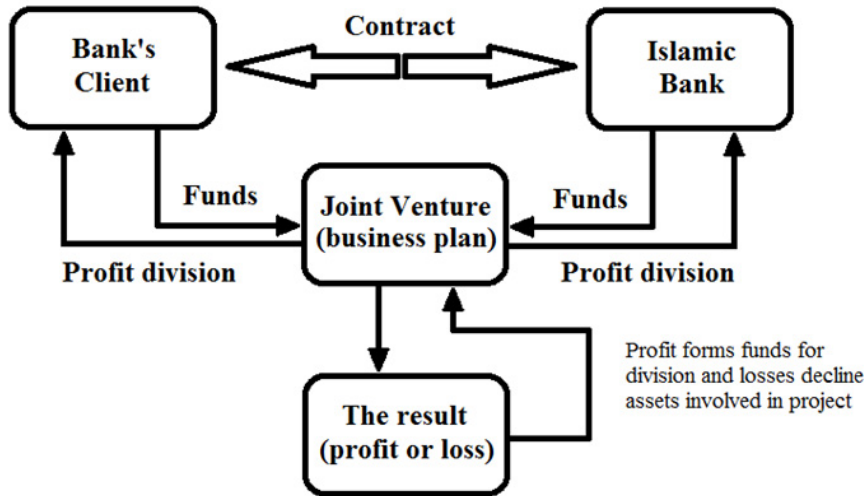 Bank's
Client
Contract
Islamic
Bank
Funds
Joint Venture
(business plan)
Funds
Profit division
Profit division
Profit forms funds for
division and losses decline
assets involved in project
The result
(profit or loss)